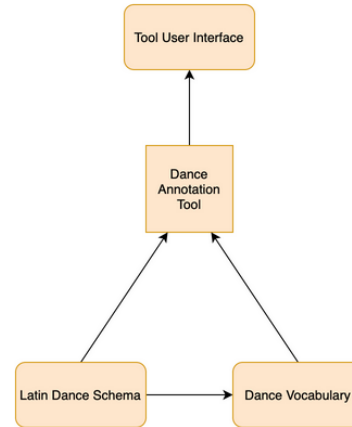 Tool User Interface
Dance
Annotation
Tool
Latin Dance Schema
Dance Vocabulary